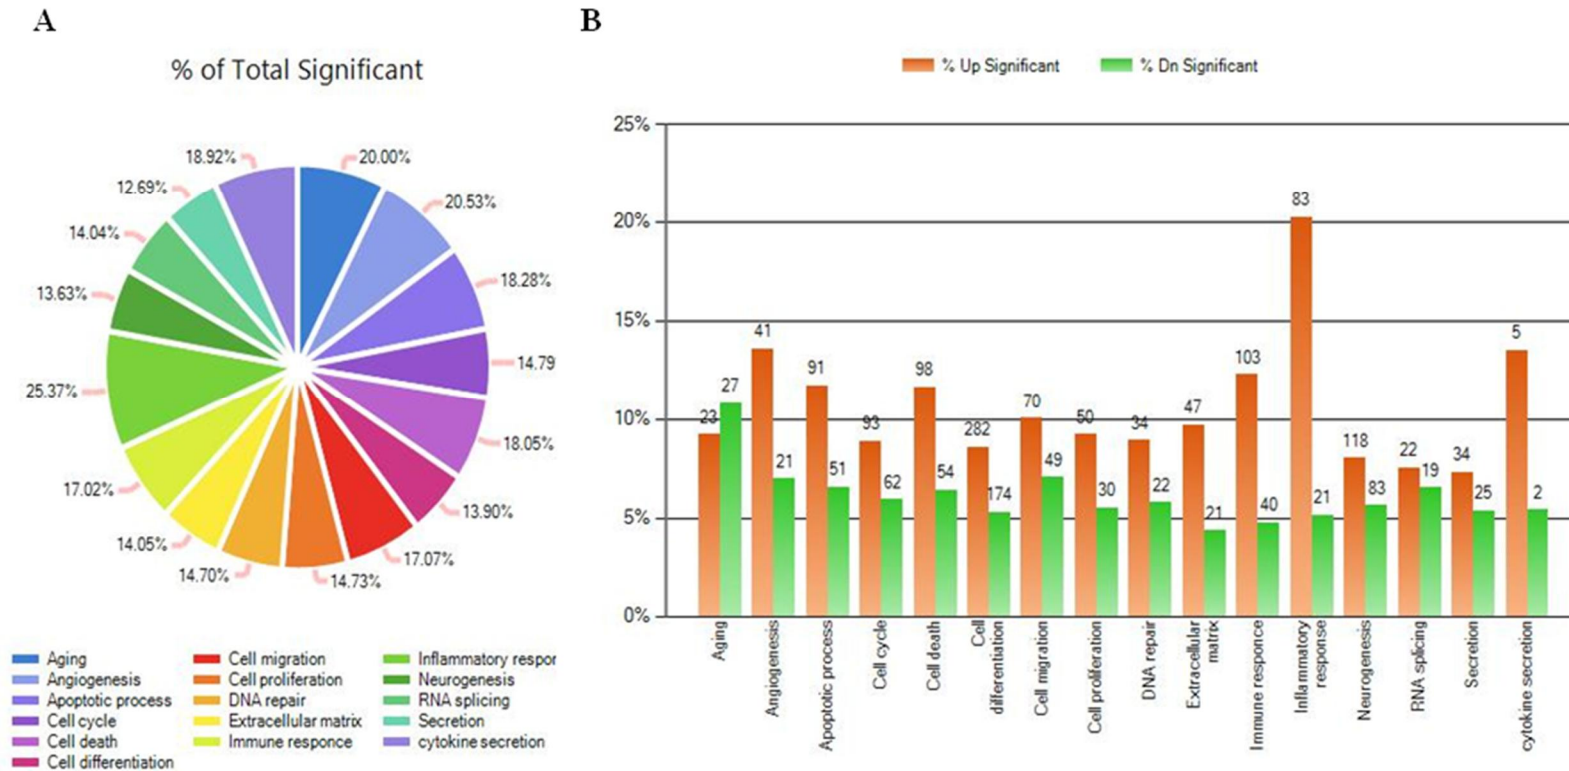 A
% of Total Significant
18.92%
20.00%
12.69%
20.53%
14.04%
18.28%
13.63%
14.79
25.37%
18.05%
17.02%
13.90%
14.05%
17.07%
14.70%
14.73%
Aging
Angiogenesis
Apoptotic process
Cell cycle
Cell death
Cell differentiation
Cell migration
Cell proliferation
DNA repair
Extracellular matrix
Immune responce
Inflammatory respor
Neurogenesis
RNA splicing
Secretion
cytokine secretion
B
% Up Significant
% Dn Significant
25%
20%
15%
10%
5%
0%
23
27
41
21
91
51
93
62
98
54
282
174
70
49
50
30
34
22
47
21
103
40
83
21
118
83
22
19
34
25
5
2
Aging
Angiogenesis
Apoptotic process
Cell cycle
Cell death
Cell
differentiation
Cell migration
Cell proliferation
DNA repair
Extracellular
matrix
Immune responce
Inflammatory
response
Neurogenesis
RNA splicing
Secretion
cytokine secretion